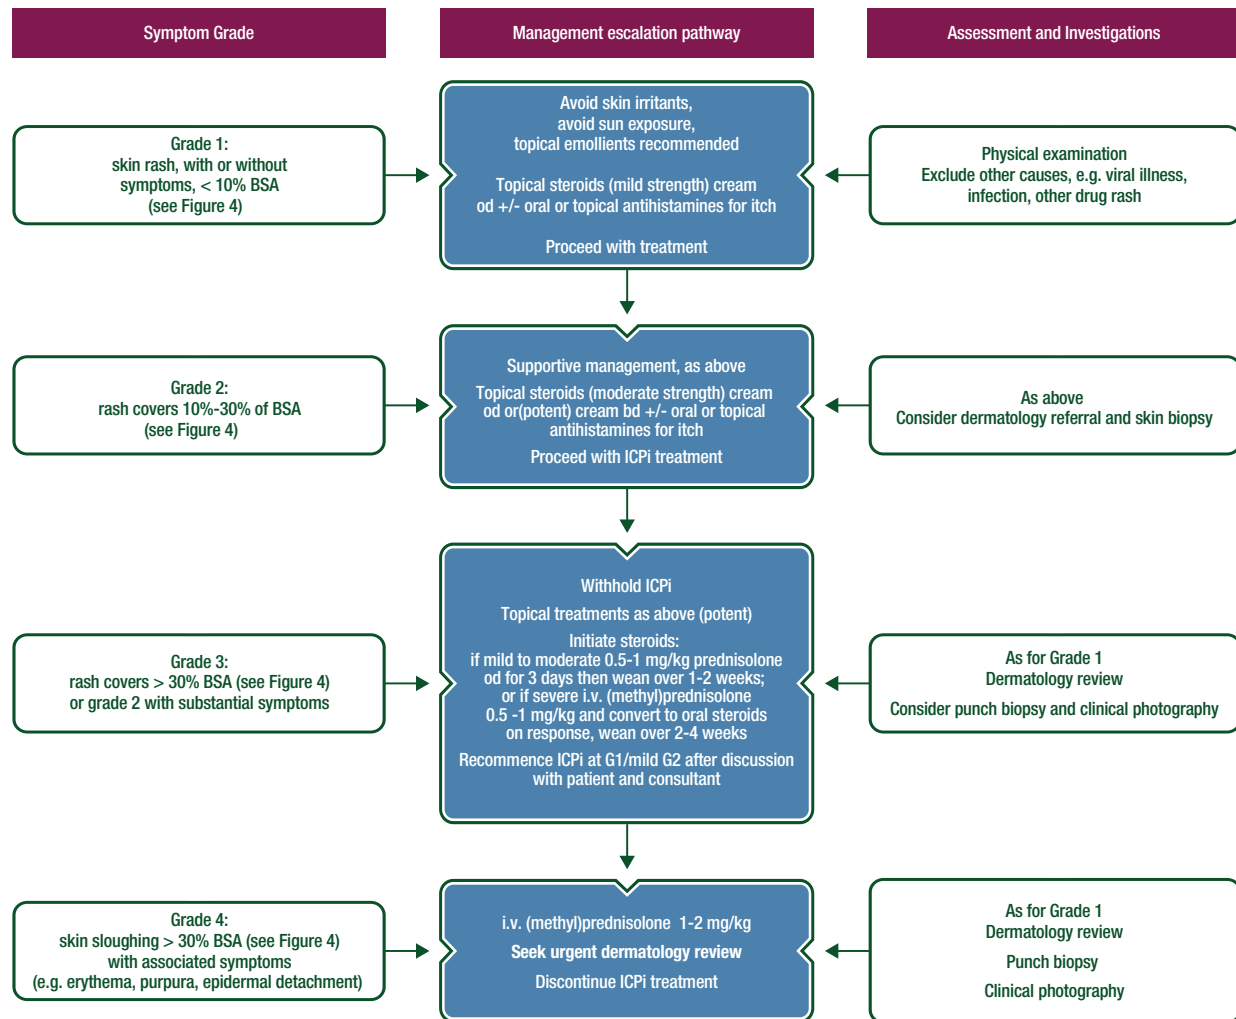 Symptom Grade
Management escalation pathway
Assessment and Investigations
Grade 1:
skin rash, with or without
symptoms, < 10% BSA
(see Figure 4)
Avoid skin irritants,
avoid sun exposure,
topical emollients recommended
Topical steroids (mild strength) cream
od +/- oral or topical antihistamines for itch
Proceed with treatment
Physical examination
Exclude other causes, e.g. viral illness,
infection, other drug rash
Grade 2:
rash covers 10%-30% of BSA
(see Figure 4)
Supportive management, as above
Topical steroids (moderate strength) cream
od or(potent) cream bd +/- oral or topical
antihistamines for itch
Proceed with ICPi treatment
As above
Consider dermatology referral and skin biopsy
Grade 3:
rash covers > 30% BSA (see Figure 4)
or grade 2 with substantial symptoms
Withhold ICPi
Topical treatments as above (potent)
Initiate steroids:
if mild to moderate 0.5-1 mg/kg prednisolone
od for 3 days then wean over 1-2 weeks;
or if severe i.v. (methyl)prednisolone
0.5 -1 mg/kg and convert to oral steroids
on response, wean over 2-4 weeks
Recommence ICPi at G1/mild G2 after discussion
with patient and consultant
As for Grade 1
Dermatology review
Consider punch biopsy and clinical photography
Grade 4:
skin sloughing > 30% BSA (see Figure 4)
with associated symptoms
(e.g. erythema, purpura, epidermal detachment)
i.v. (methyl)prednisolone 1-2 mg/kg
Seek urgent dermatology review
Discontinue ICPi treatment
As for Grade 1
Dermatology review
Punch biopsy
Clinical photography